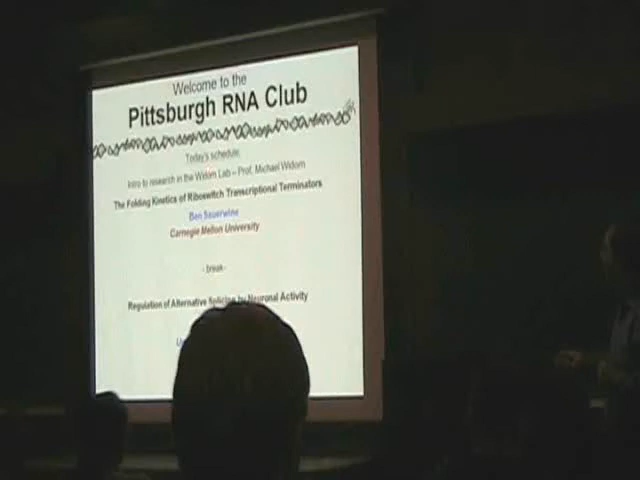 Welcome to the
Pittsburgh RNA Club
Today's schedule:
Intro to research in the Widom Lab – Prof. Michael Widom
The Folding Kinetics of Riboswitch Transcriptional Terminators
Ben Sauerwine
Carnegie Mellon University
- break -
Regulation of Alternative Splicing by Neuronal Activity